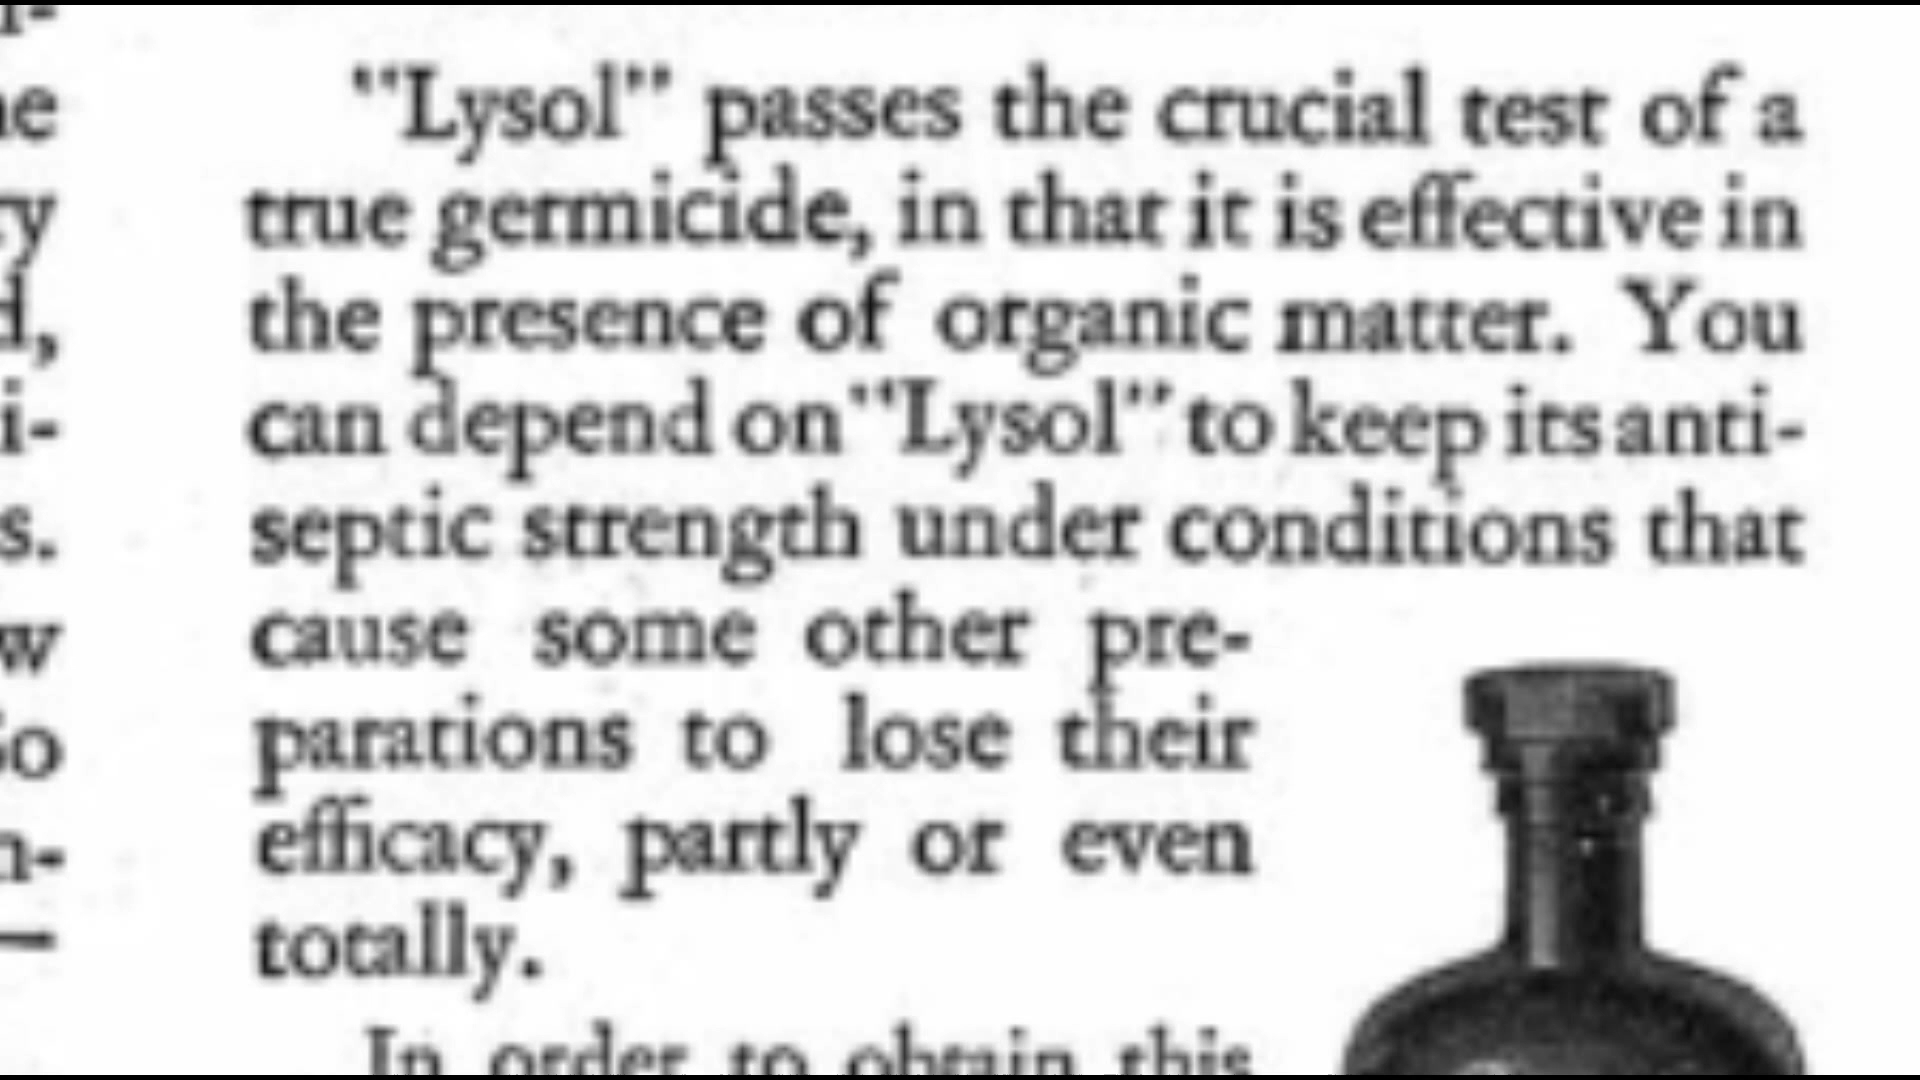 "Lysol" passes the crucial test of a
true germicide, in that it is effective in
the presence of organic matter. You
can depend on "Lysol" to keep its anti-
septic strength under conditions that
cause some other pre-
parations to lose their
efficacy, partly or even
totally.
In order to obtain this